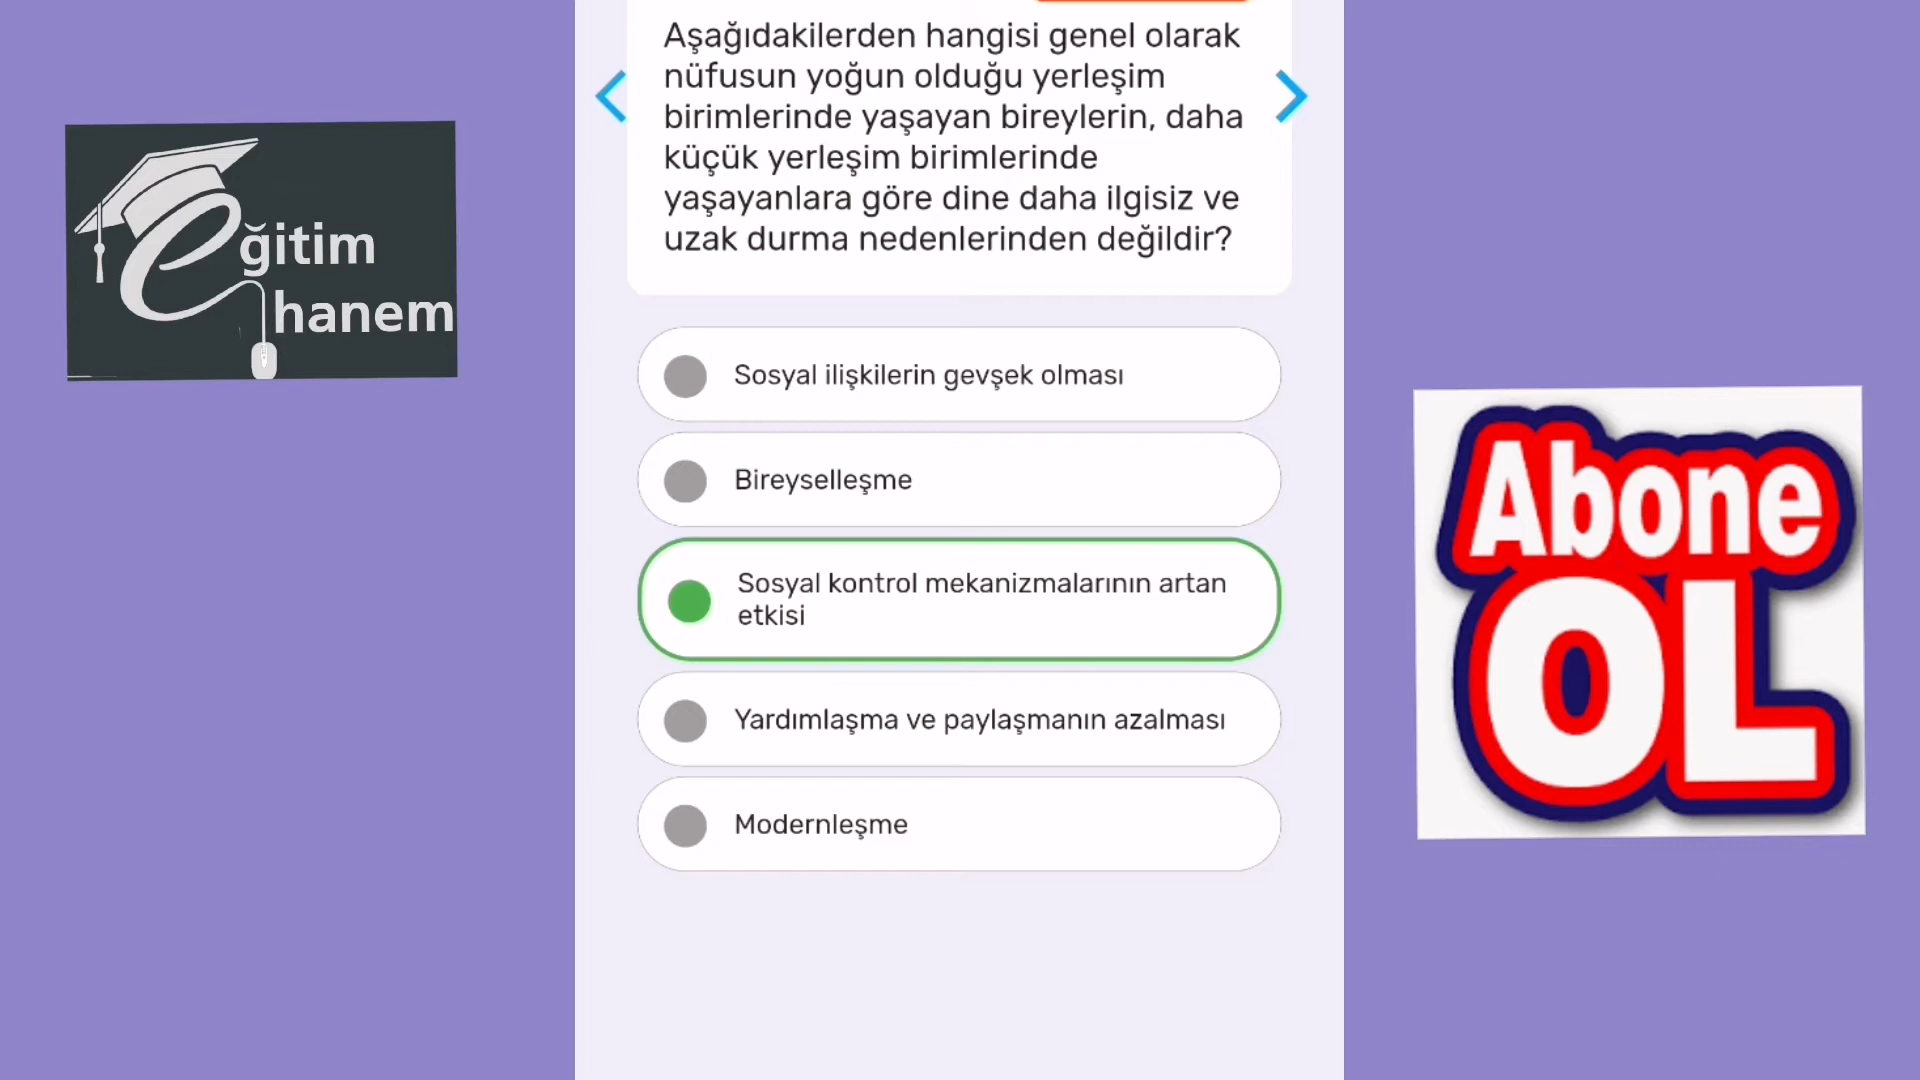 Aşağıdakilerden hangisi genel olarak
nüfusun yoğun olduğu yerleşim
birimlerinde yaşayan bireylerin, daha
küçük yerleşim birimlerinde
yaşayanlara göre dine daha ilgisiz ve
uzak durma nedenlerinden değildir?
eğitim
hanem
Sosyal ilişkilerin gevşek olması
Bireyselleşme
Sosyal kontrol mekanizmalarının artan
etkisi
Yardımlaşma ve paylaşmanın azalması
Modernleşme
Abone
OL